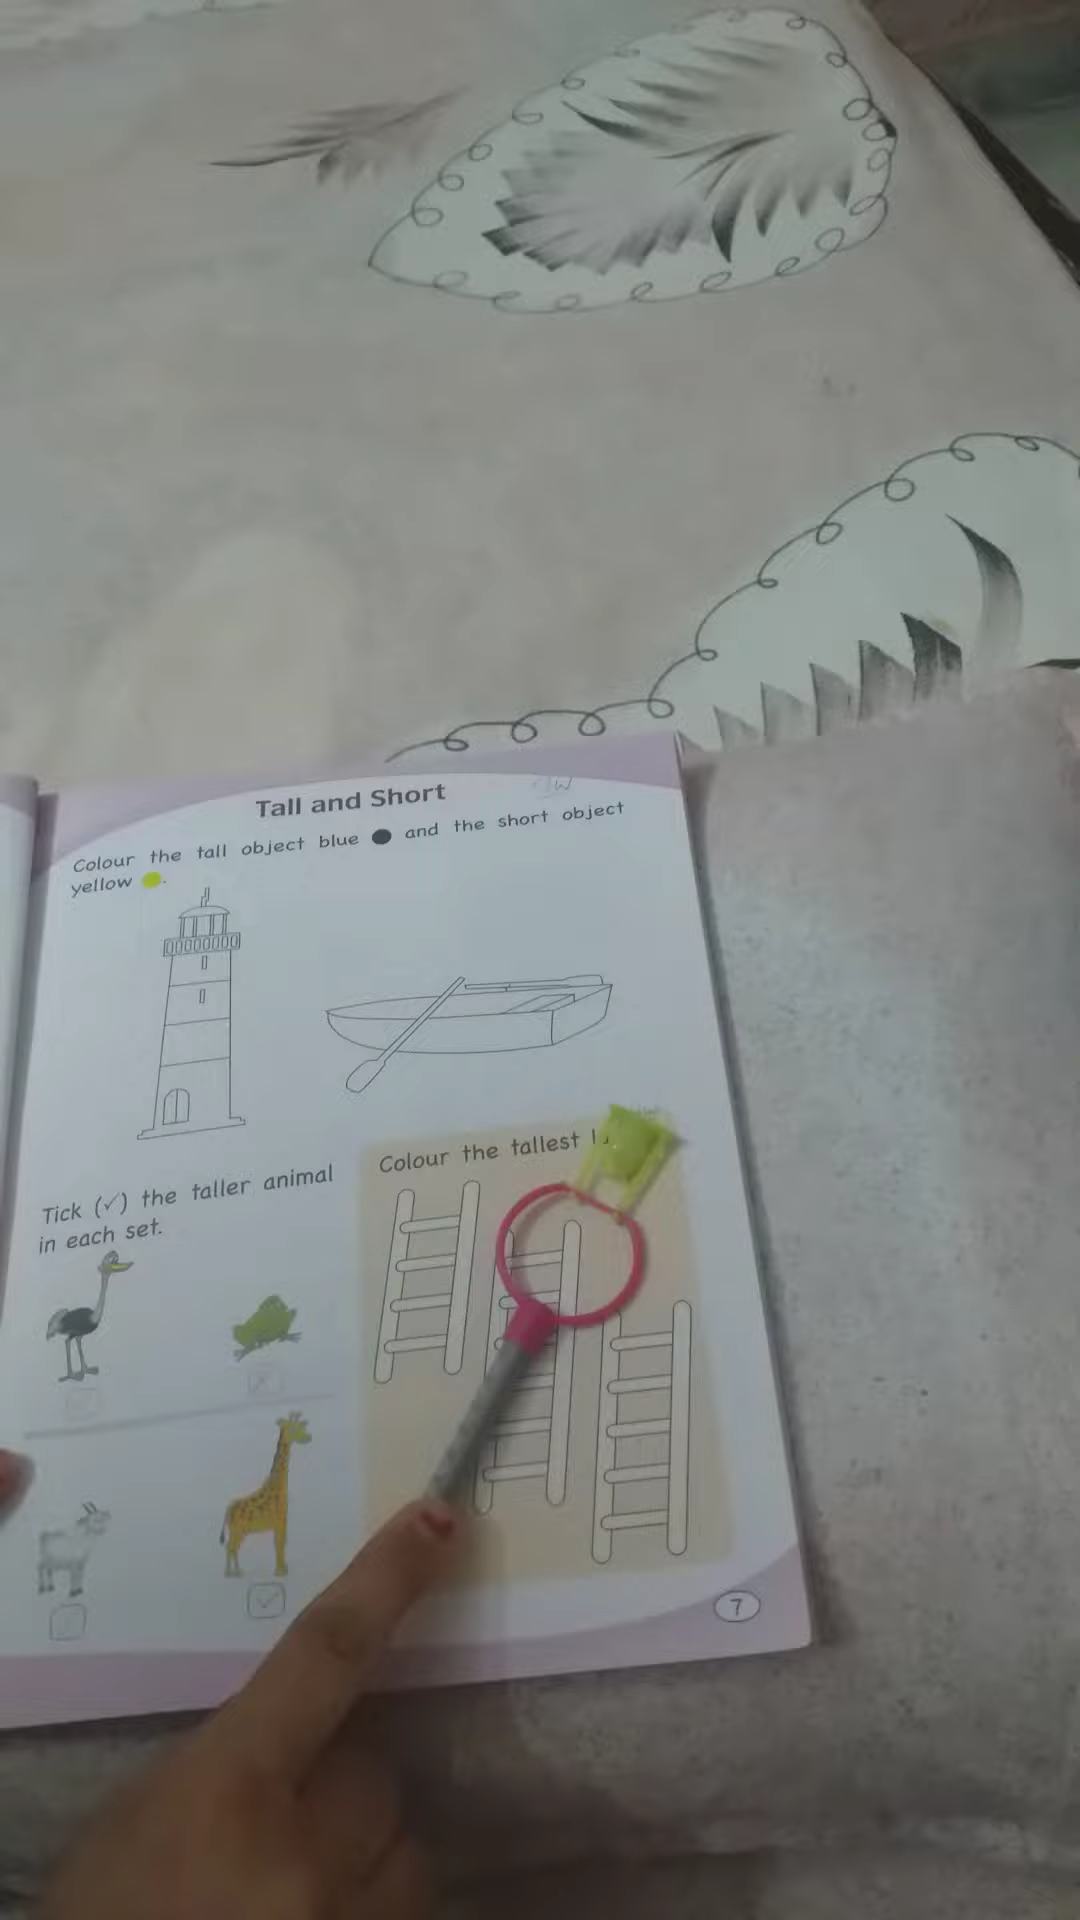 Tall and Short
Colour the tall object blue and the short object
yellow .
Tick (✓) the taller animal
in each set.
Colour the tallest
7